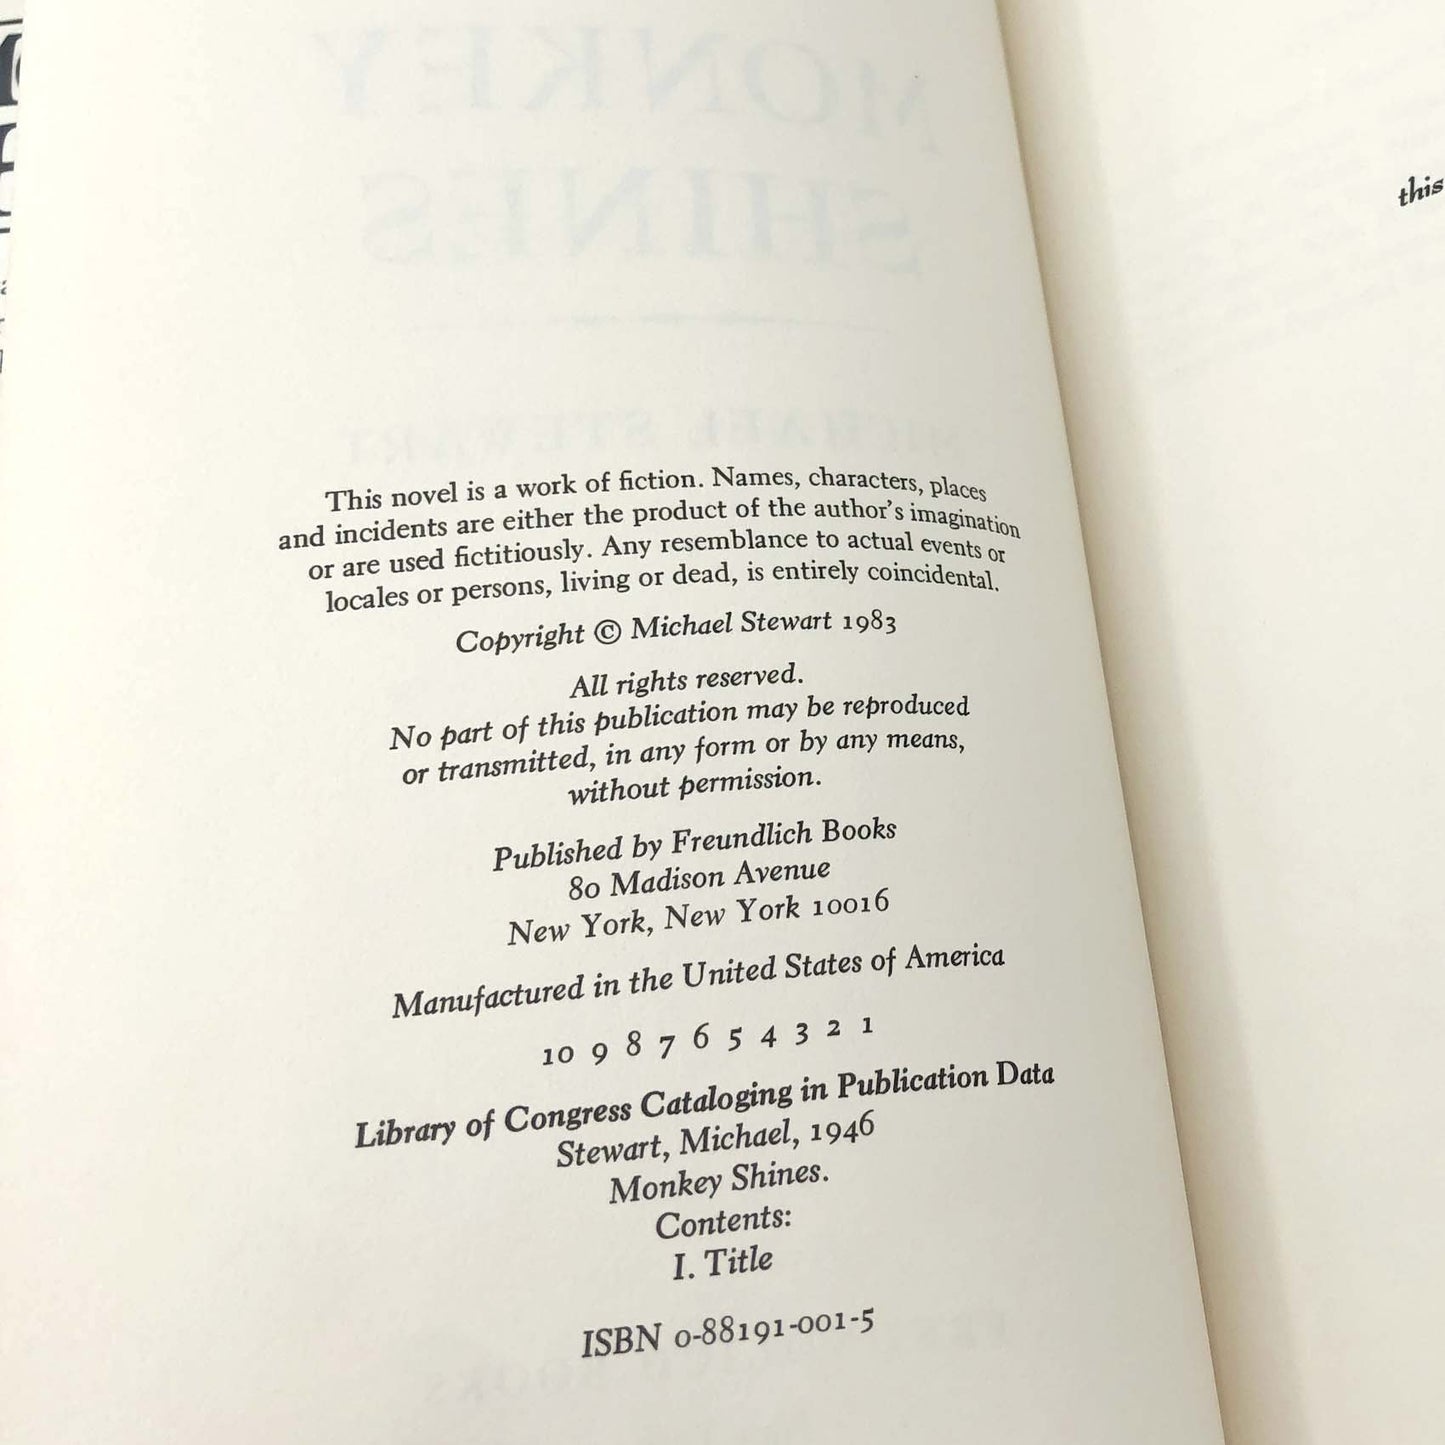 MONKEY
SHINES
MICHAEL STEWART
This novel is a work of fiction. Names, characters, places
and incidents are either the product of the author's imagination
or are used fictitiously. Any resemblance to actual events or
locales or persons, living or dead, is entirely coincidental.
Copyright © Michael Stewart 1983
All rights reserved.
No part of this publication may be reproduced
or transmitted, in any form or by any means,
without permission.
Published by Freundlich Books
80 Madison Avenue
New York, New York 10016
Manufactured in the United States of America
10 9 8 7 6 5 4 3 2 1
Library of Congress Cataloging in Publication Data
Stewart, Michael, 1946
Monkey Shines.
Contents:
I. Title
ISBN 0-88191-001-5
this